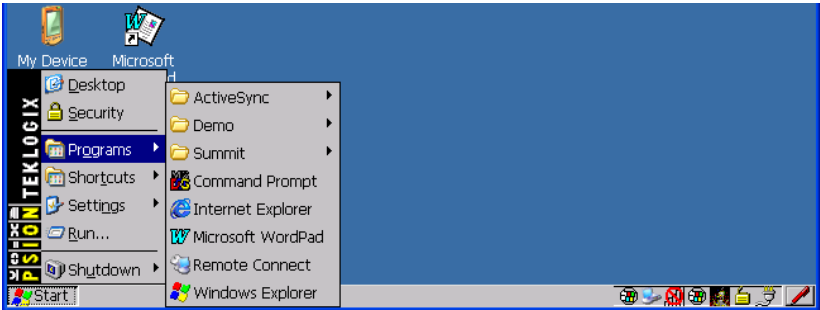 My Device
Microsoft
Desktop
Security
Programs
Shortcuts
Settings
Run...
Shutdown
PSION TEKLOGIX
ActiveSync
Demo
Summit
Command Prompt
Internet Explorer
Microsoft WordPad
Remote Connect
Windows Explorer
Start